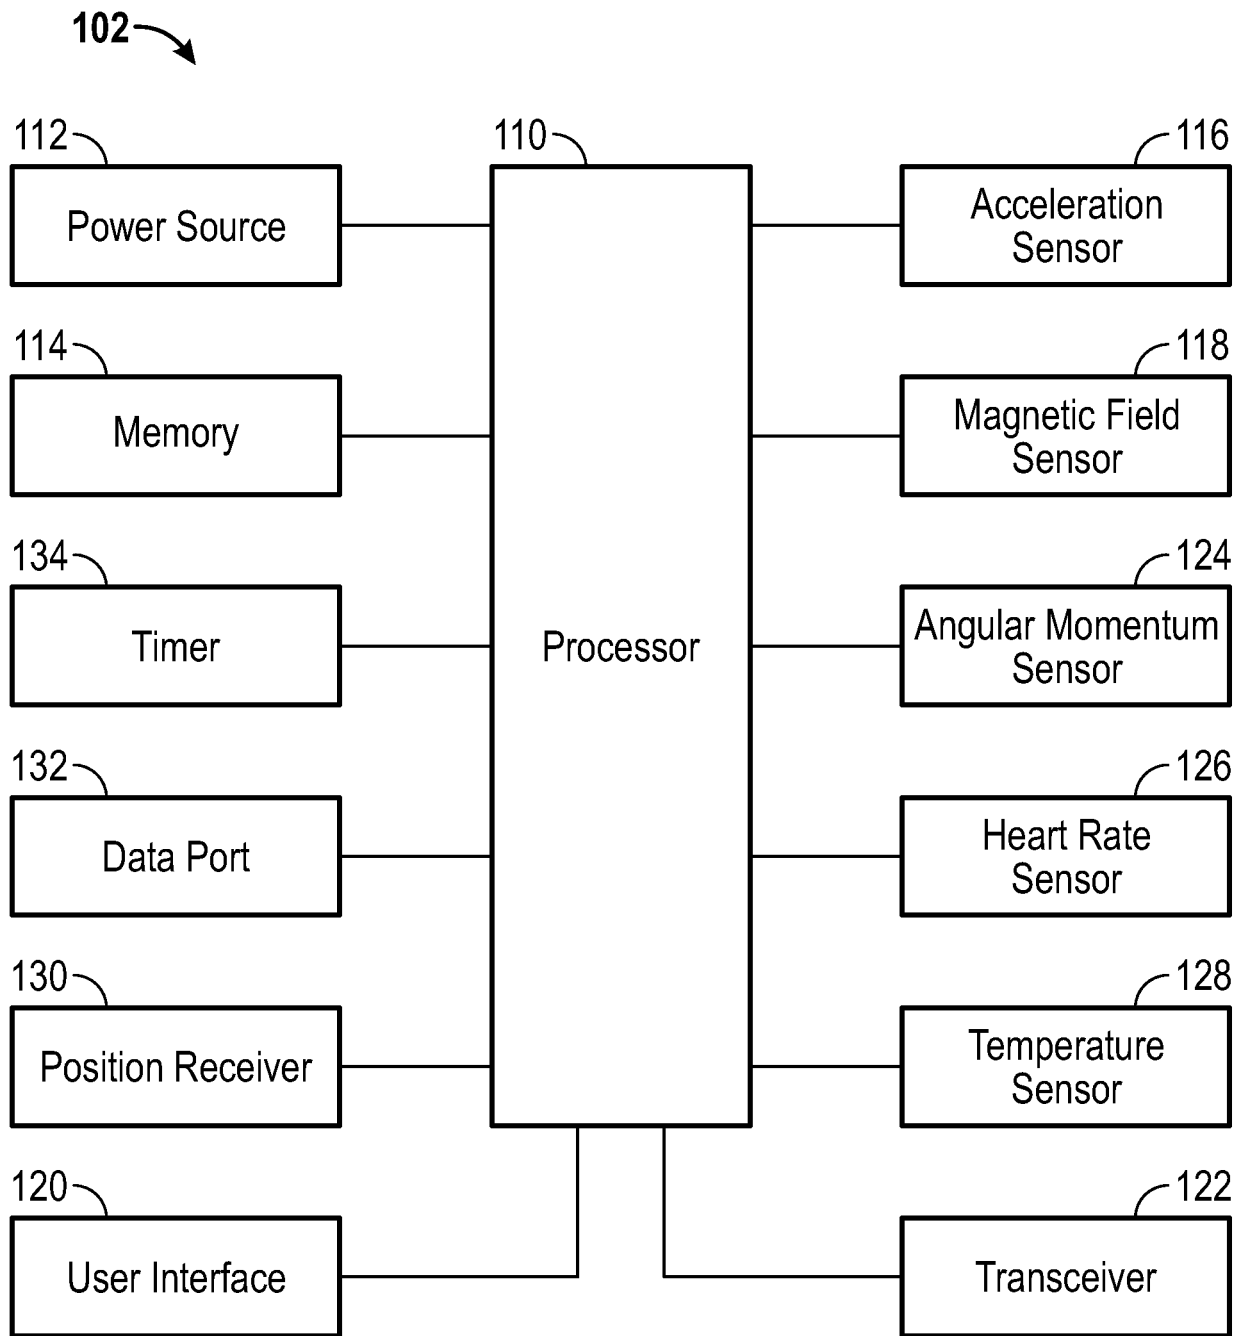 102
112
110
116
Power Source
Acceleration
Sensor
114
118
Memory
Magnetic Field
Sensor
134
124
Timer
Processor
Angular Momentum
Sensor
132
126
Data Port
Heart Rate
Sensor
130
128
Position Receiver
Temperature
Sensor
120
122
User Interface
Transceiver